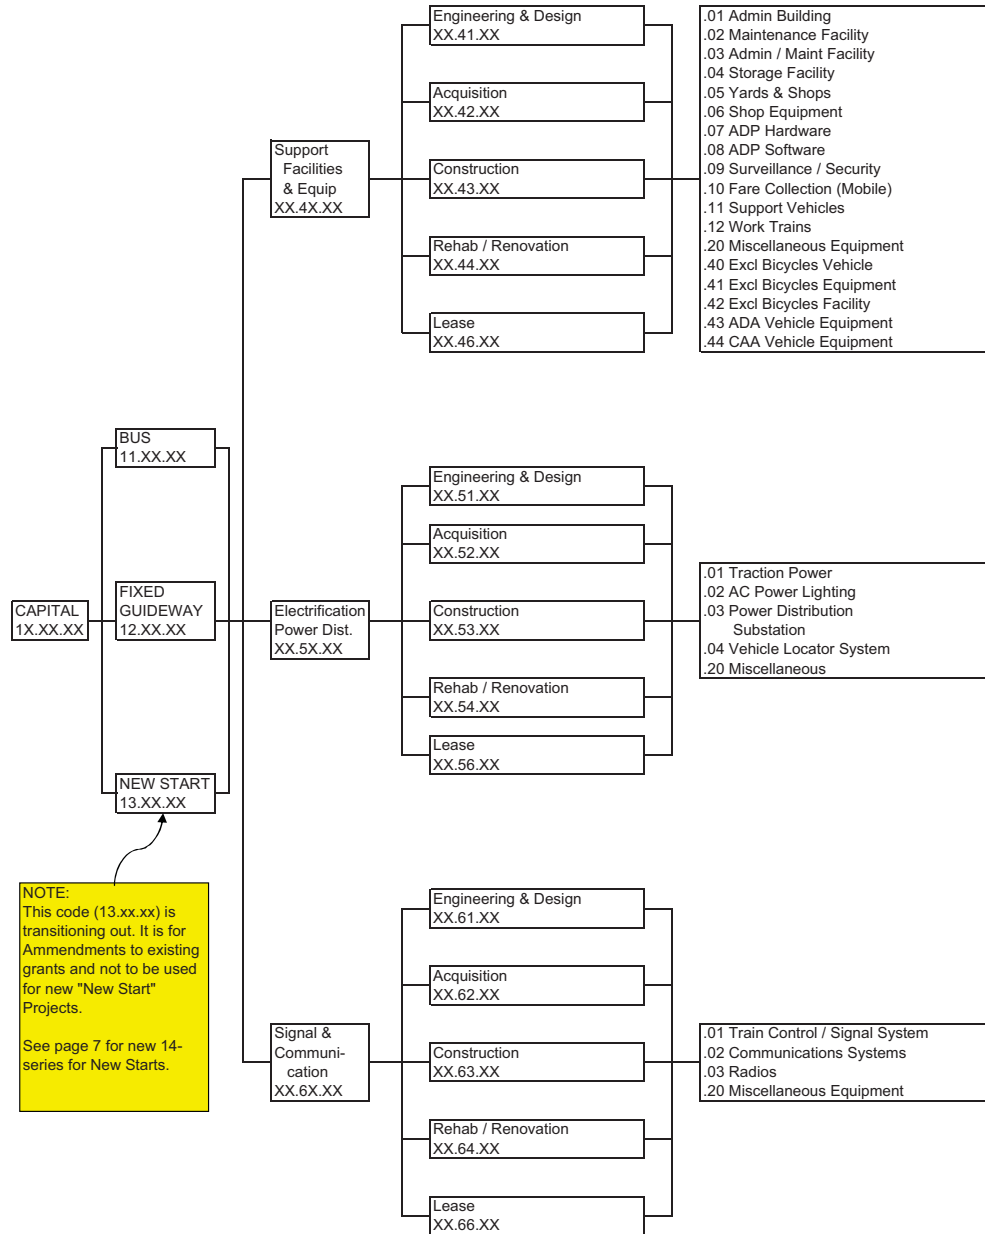 CAPITAL
1X.XX.XX
BUS
11.XX.XX
FIXED
GUIDEWAY
12.XX.XX
NEW START
13.XX.XX
NOTE:
This code (13.xx.xx) is
transitioning out. It is for
Ammendments to existing
grants and not to be used
for new "New Start"
Projects.
See page 7 for new 14-
series for New Starts.
Support
Facilities
& Equip
XX.4X.XX
Engineering & Design
XX.41.XX
Acquisition
XX.42.XX
Construction
XX.43.XX
Rehab / Renovation
XX.44.XX
Lease
XX.46.XX
.01 Admin Building
.02 Maintenance Facility
.03 Admin / Maint Facility
.04 Storage Facility
.05 Yards & Shops
.06 Shop Equipment
.07 ADP Hardware
.08 ADP Software
.09 Surveillance / Security
.10 Fare Collection (Mobile)
.11 Support Vehicles
.12 Work Trains
.20 Miscellaneous Equipment
.40 Excl Bicycles Vehicle
.41 Excl Bicycles Equipment
.42 Excl Bicycles Facility
.43 ADA Vehicle Equipment
.44 CAA Vehicle Equipment
Electrification
Power Dist.
XX.5X.XX
Engineering & Design
XX.51.XX
Acquisition
XX.52.XX
Construction
XX.53.XX
Rehab / Renovation
XX.54.XX
Lease
XX.56.XX
.01 Traction Power
.02 AC Power Lighting
.03 Power Distribution
Substation
.04 Vehicle Locator System
.20 Miscellaneous
Signal &
Communi-
cation
XX.6X.XX
Engineering & Design
XX.61.XX
Acquisition
XX.62.XX
Construction
XX.63.XX
Rehab / Renovation
XX.64.XX
Lease
XX.66.XX
.01 Train Control / Signal System
.02 Communications Systems
.03 Radios
.20 Miscellaneous Equipment